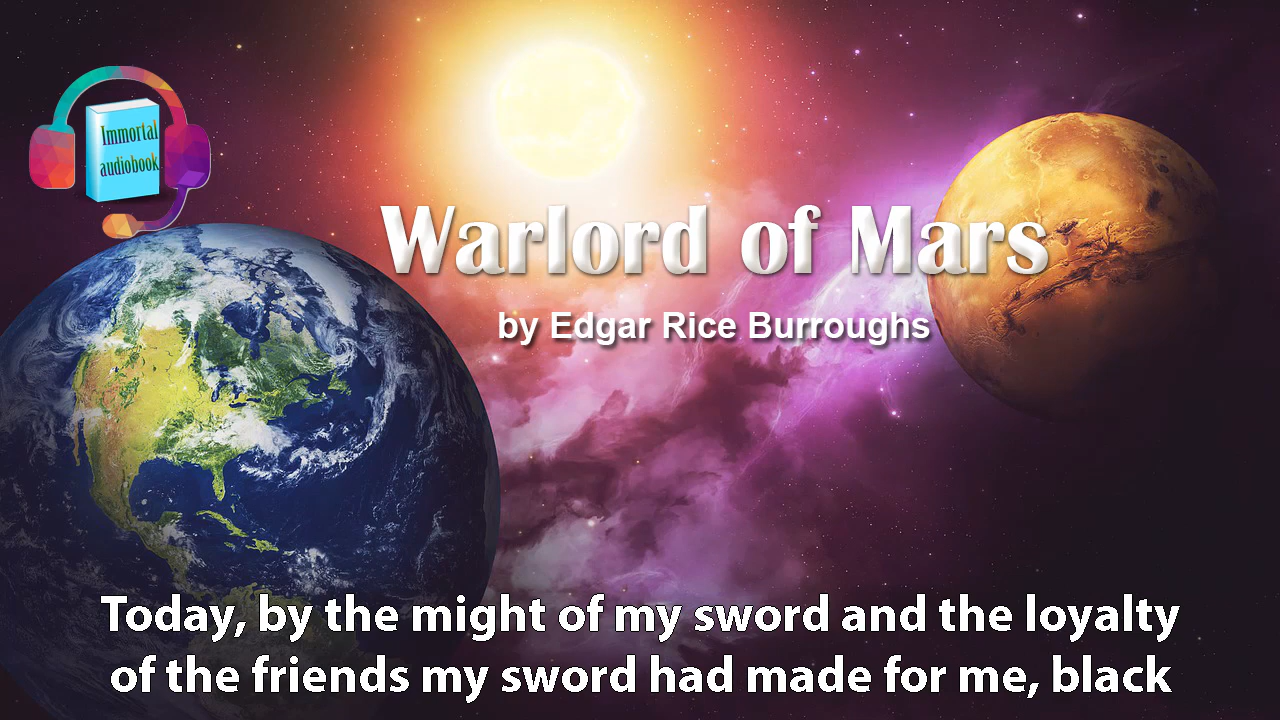 Immortal
audiobook
Warlord of Mars
by Edgar Rice Burroughs
Today, by the might of my sword and the loyalty
of the friends my sword had made for me, black